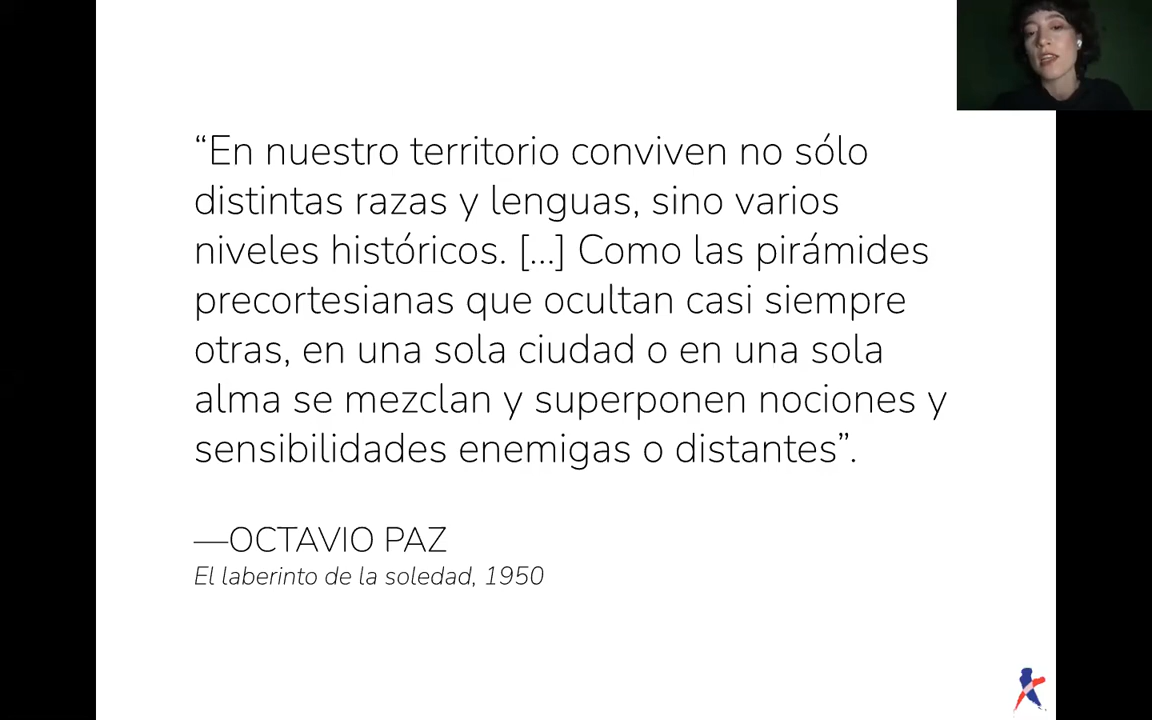 “En nuestro territorio conviven no sólo
distintas razas y lenguas, sino varios
niveles históricos. [...] Como las pirámides
precortesianas que ocultan casi siempre
otras, en una sola ciudad o en una sola
alma se mezclan y superponen nociones y
sensibilidades enemigas o distantes”.
—OCTAVIO PAZ
El laberinto de la soledad, 1950